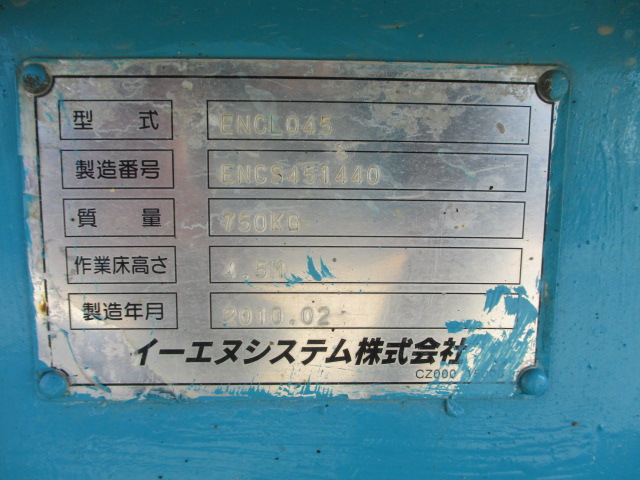 型式 ENCL045
製造番号 ENCS451440
質量 750KG
作業床高さ 4.5M
製造年月 2010.02
イーエヌシステム株式会社
CZ000